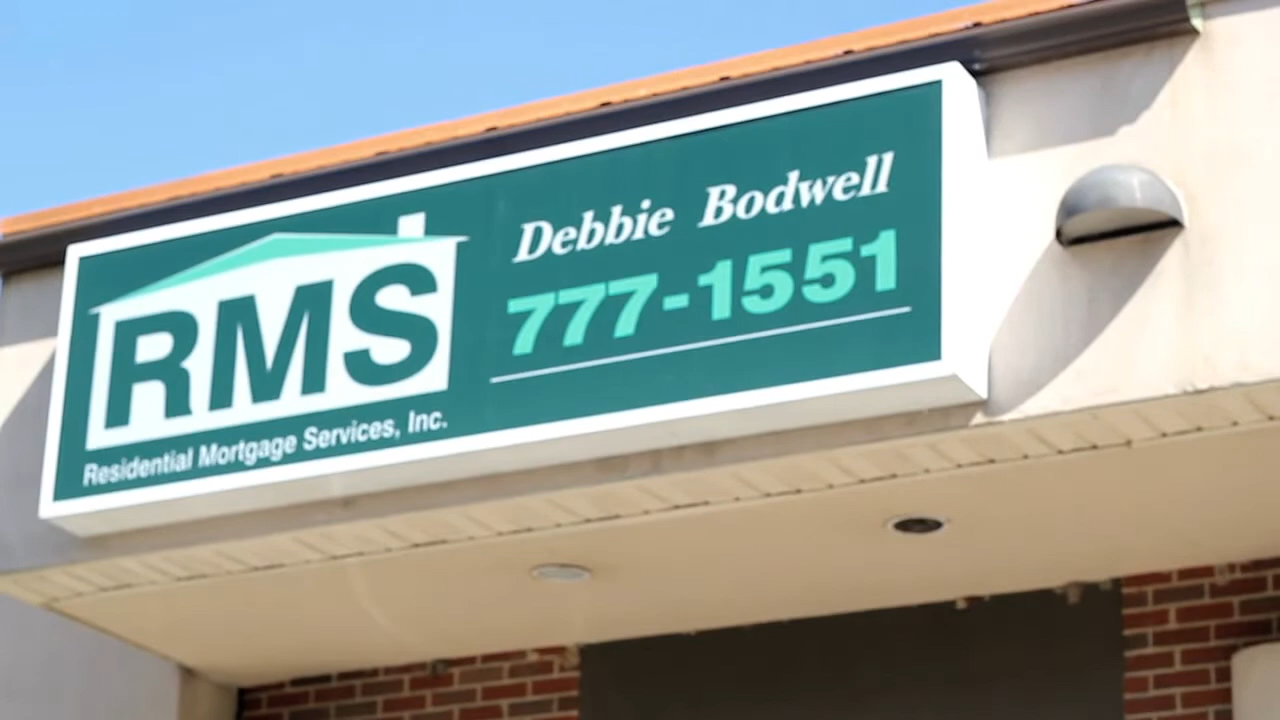 RMS
Residential Mortgage Services, Inc.
Debbie Bodwell
777-1551